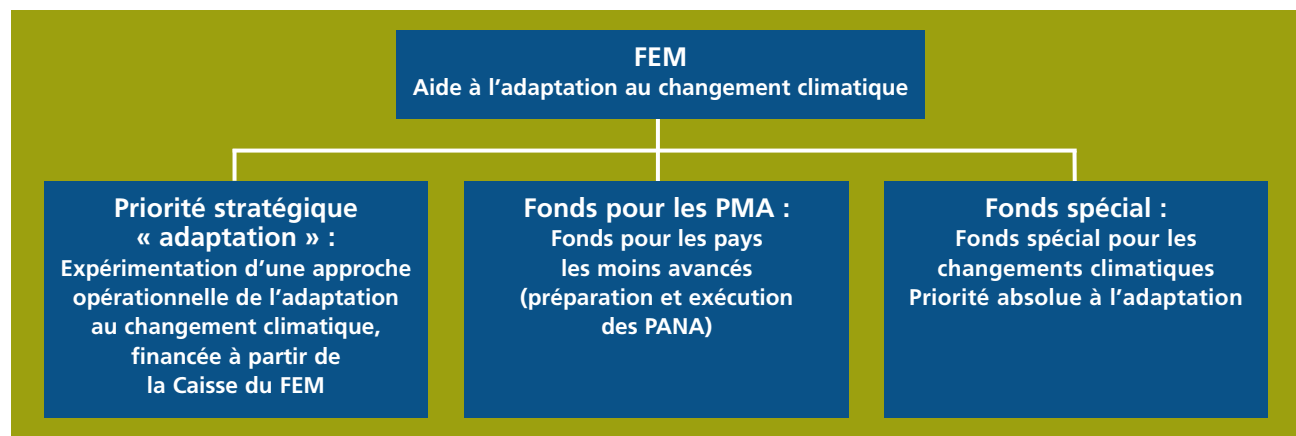 FEM
Aide à l’adaptation au changement climatique
Priorité stratégique
« adaptation » :
Expérimentation d’une approche
opérationnelle de l’adaptation
au changement climatique,
financée à partir de
la Caisse du FEM
Fonds pour les PMA :
Fonds pour les pays
les moins avancés
(préparation et exécution
des PANA)
Fonds spécial :
Fonds spécial pour les
changements climatiques
Priorité absolue à l’adaptation